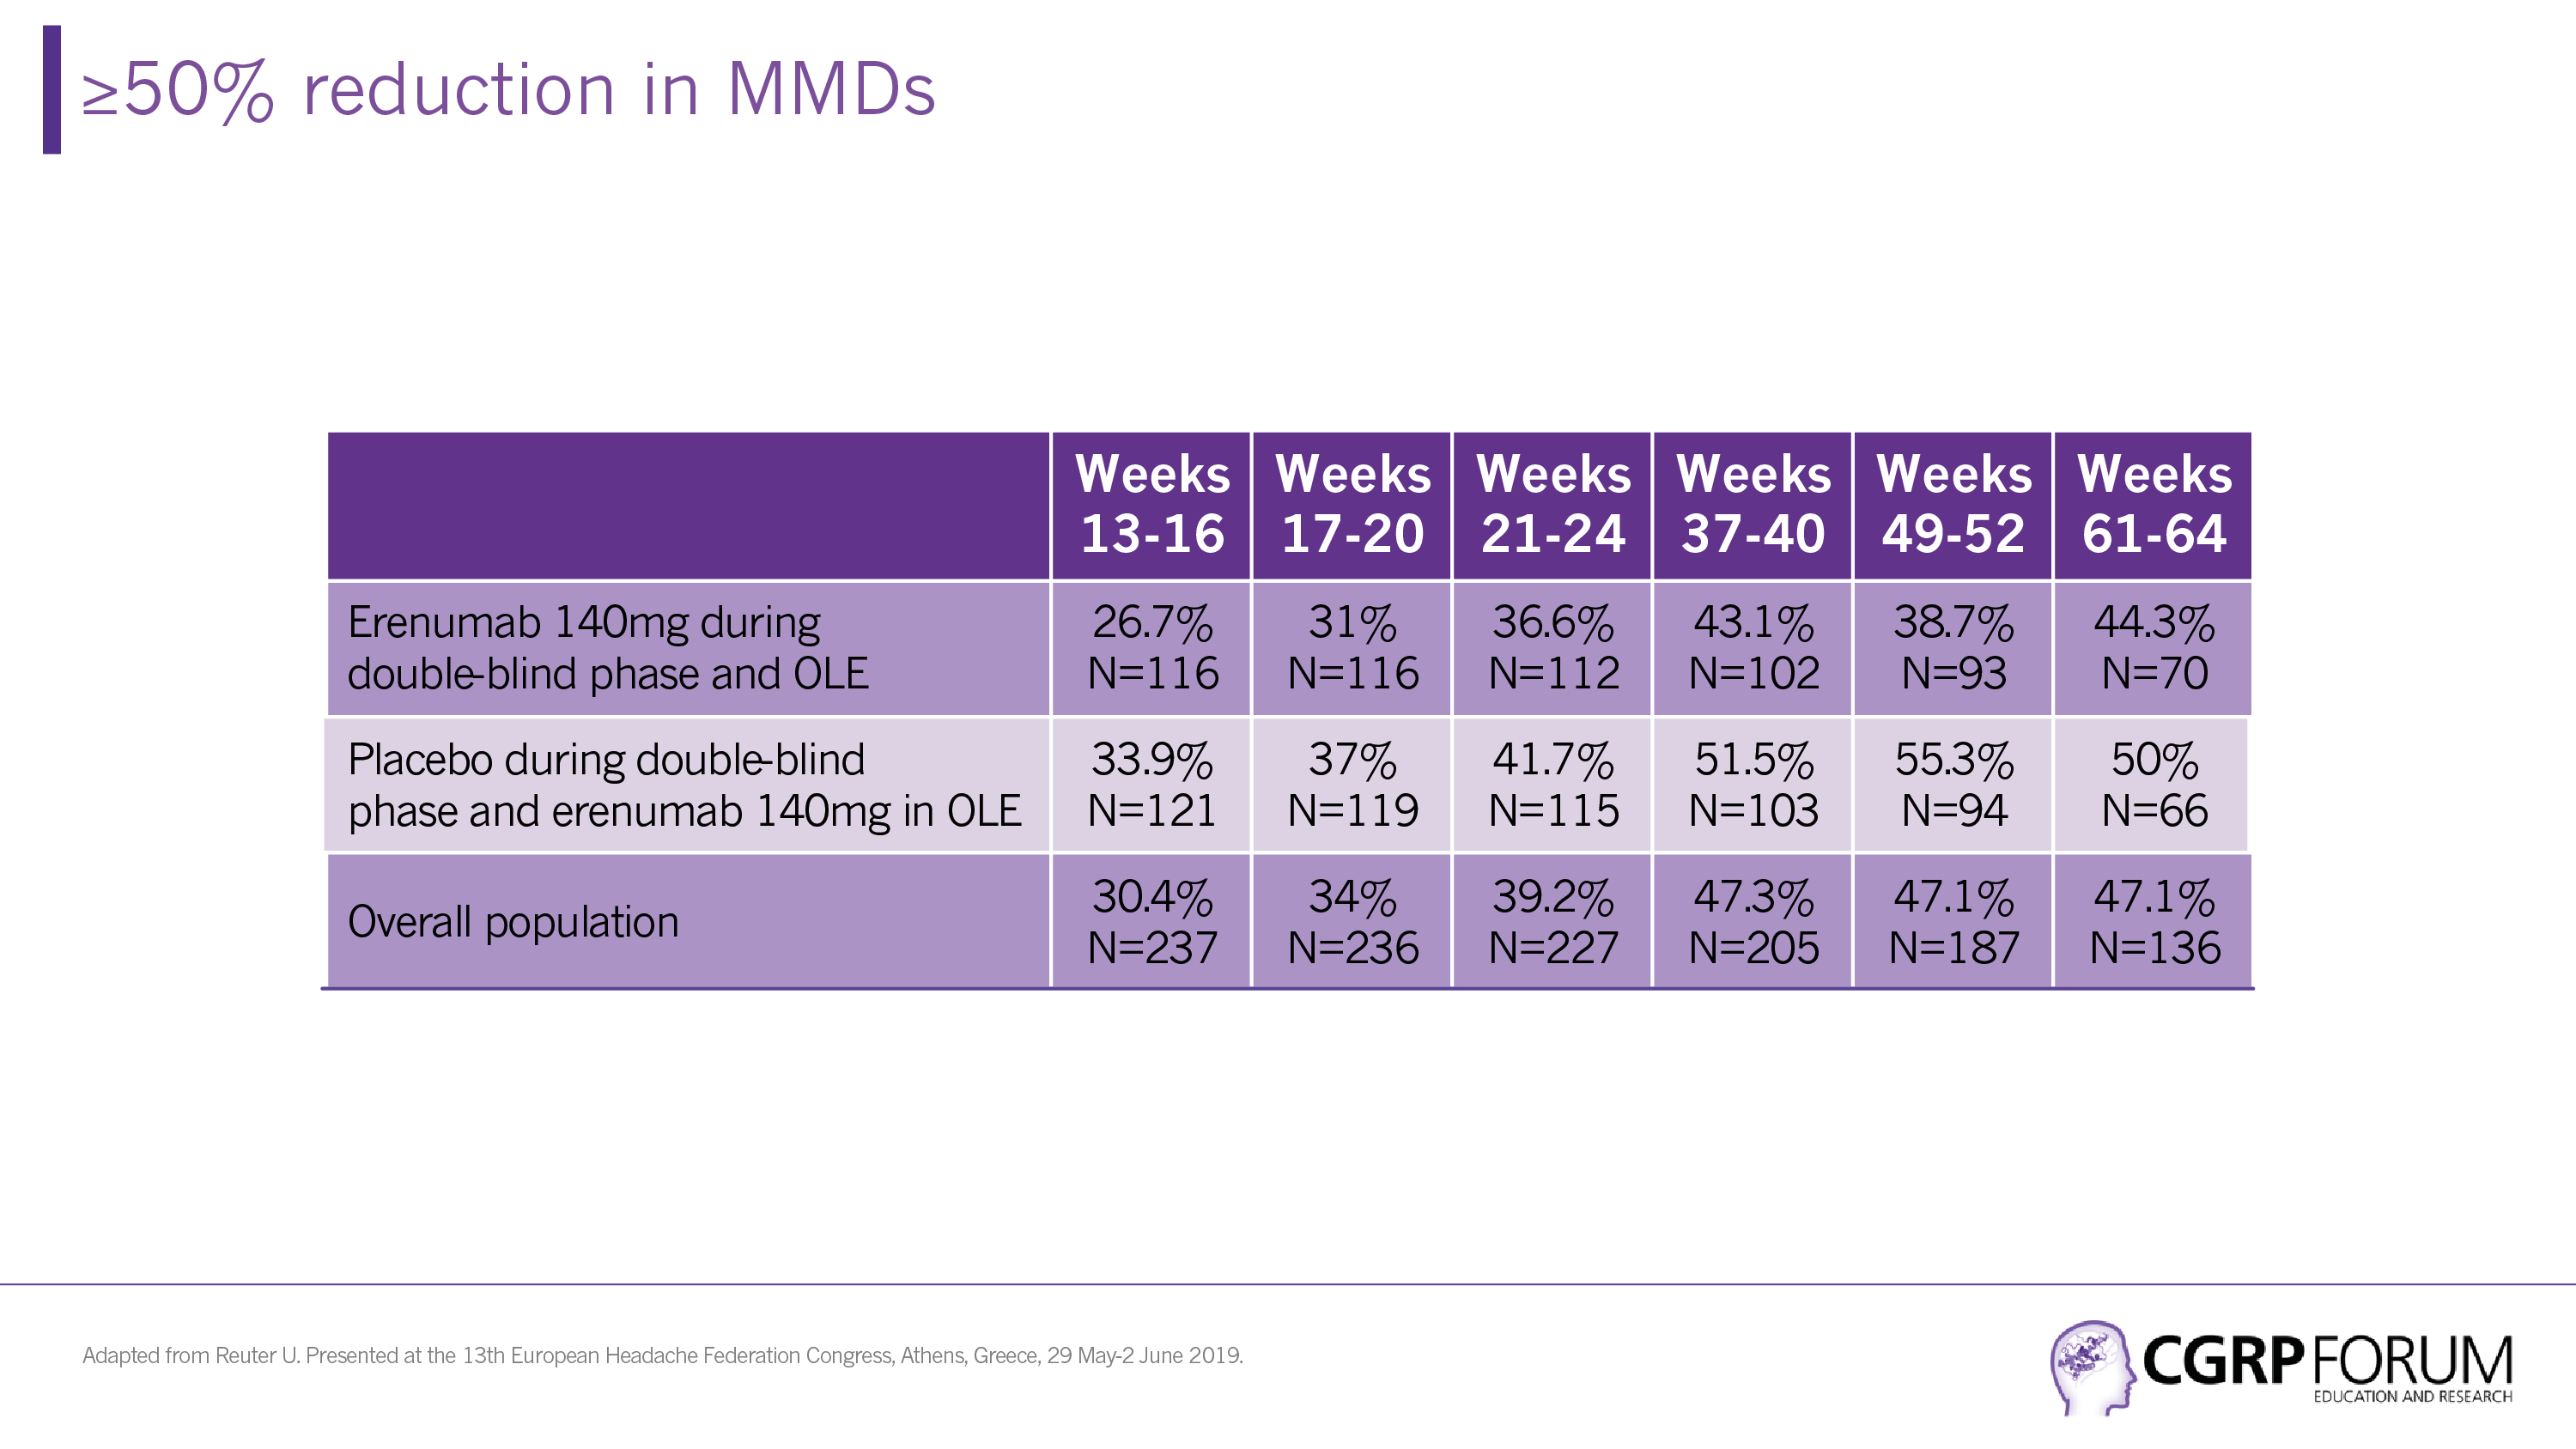 ≥50% reduction in MMDs
Weeks 13-16
Weeks 17-20
Weeks 21-24
Weeks 37-40
Weeks 49-52
Weeks 61-64
Erenumab 140mg during
double-blind phase and OLE
26.7%
N=116
31%
N=116
36.6%
N=112
43.1%
N=102
38.7%
N=93
44.3%
N=70
Placebo during double-blind
phase and erenumab 140mg in OLE
33.9%
N=121
37%
N=119
41.7%
N=115
51.5%
N=103
55.3%
N=94
50%
N=66
Overall population
30.4%
N=237
34%
N=236
39.2%
N=227
47.3%
N=205
47.1%
N=187
47.1%
N=136
Adapted from Reuter U. Presented at the 13th European Headache Federation Congress, Athens, Greece, 29 May-2 June 2019.
CGRP FORUM
EDUCATION AND RESEARCH